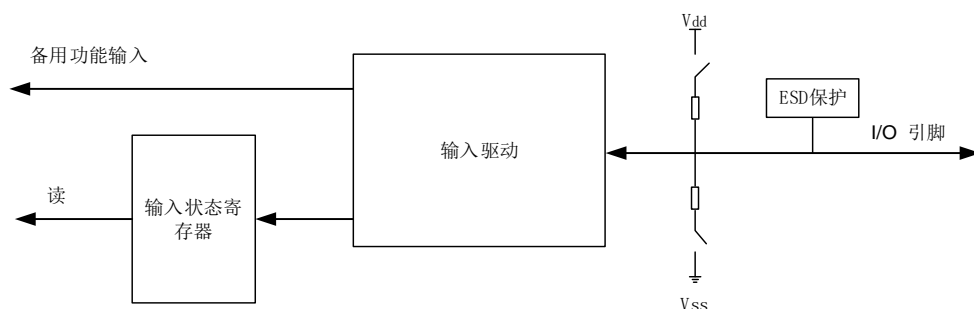 Vdd
备用功能输入
ESD保护
I/O 引脚
输入驱动
读
输入状态寄
存器
Vss